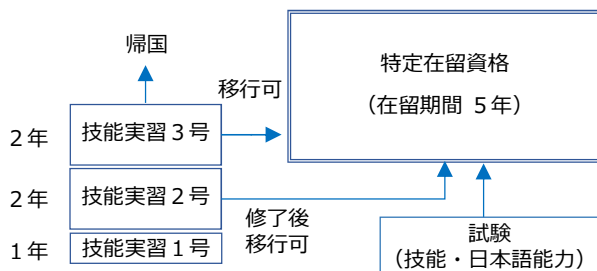 帰国
移行可
特定在留資格
（在留期間 ５年）
２年
技能実習３号
２年
技能実習２号
修了後
移行可
１年
技能実習１号
試験
（技能・日本語能力）